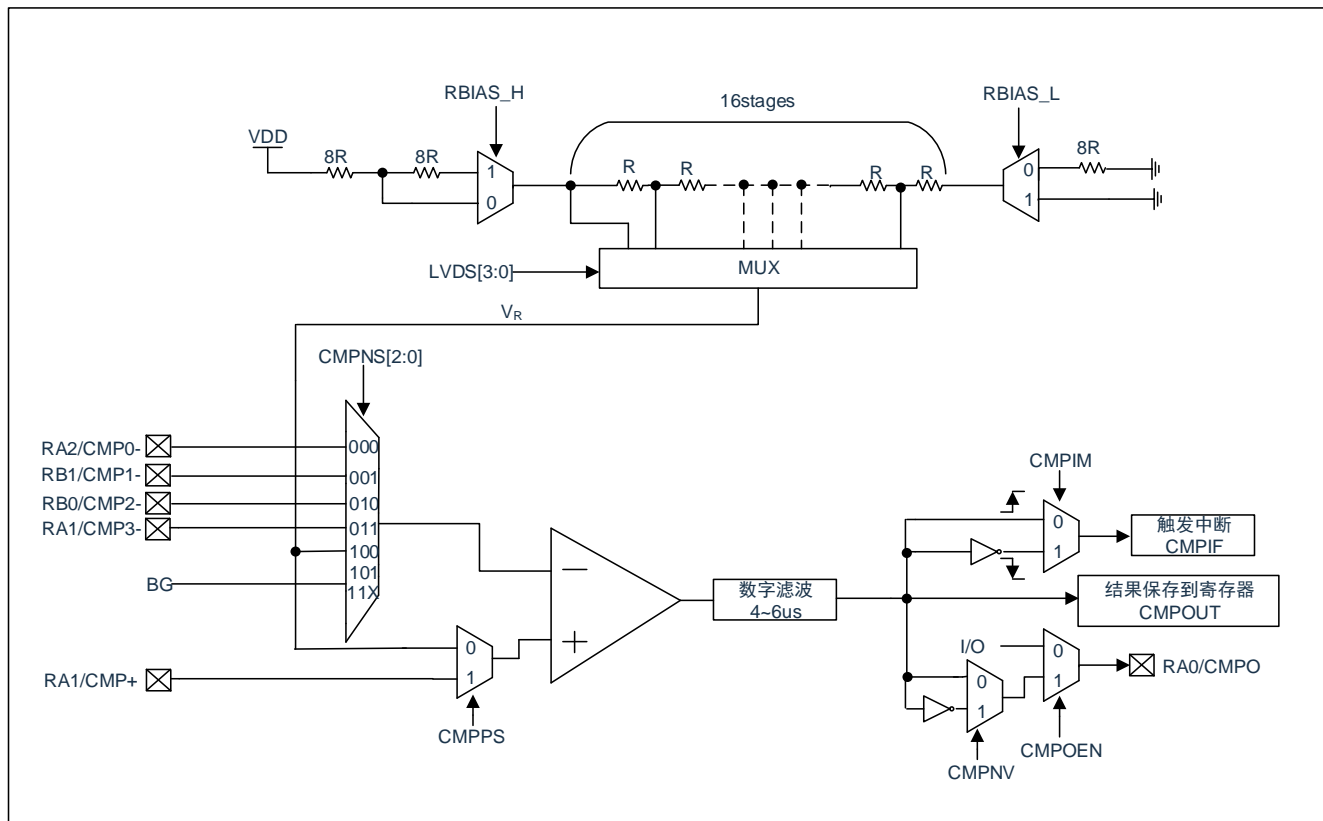 RBIAS_H
16stages
RBIAS_L
VDD
8R
8R
1
0
R
R
R
R
0
8R
1
LVDS[3:0]
MUX
VR
CMPNS[2:0]
RA2/CMP0-
000
RB1/CMP1-
001
RB0/CMP2-
010
RA1/CMP3-
011
100
101
BG
11X
CMPIM
0
1
触发中断
CMPIF
数字滤波
4~6us
结果保存到寄存器
CMPOUT
0
1
RA1/CMP+
CMPPS
I/O
0
1
RA0/CMPO
0
1
CMPOEN
CMPNV